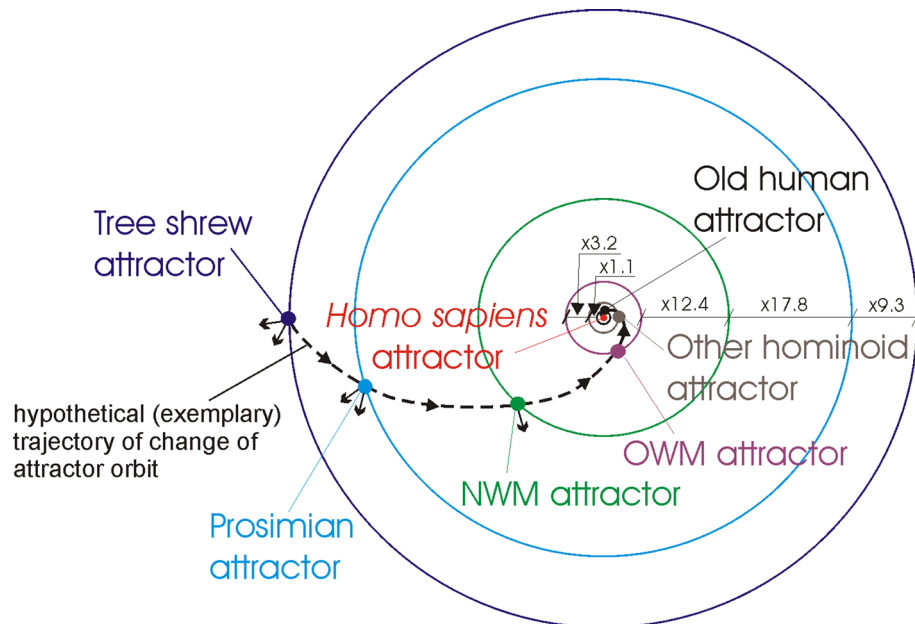 Old human
attractor
Tree shrew
attractor
x3.2
x1.1
x12.4
x17.8
x9.3
Homo sapiens
attractor
Other hominoid
attractor
hypothetical (exemplary)
trajectory of change of
attractor orbit
OWM attractor
NWM attractor
Prosimian
attractor